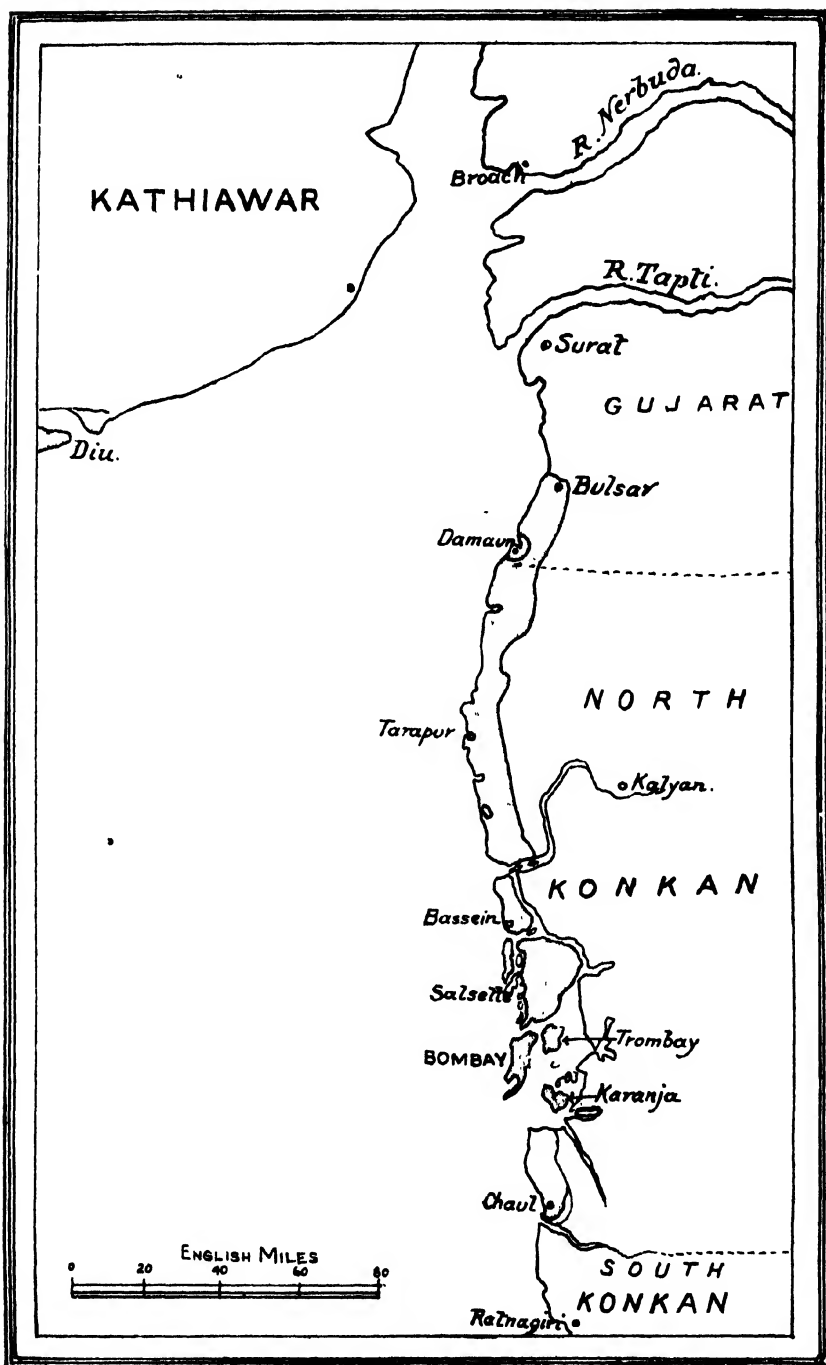 R. Nerbuda.
Broach
KATHIAWAR
R. Tapti.
Surat
GUJARAT
Diu.
Bulsar
Damaun
NORTH
Tarapur
Kalyan.
KONKAN
Bassein
Salsette
Trombay
BOMBAY
Karanja
Chaul
ENGLISH MILES
0 20 40 60 80
SOUTH
KONKAN
Ratnagiri